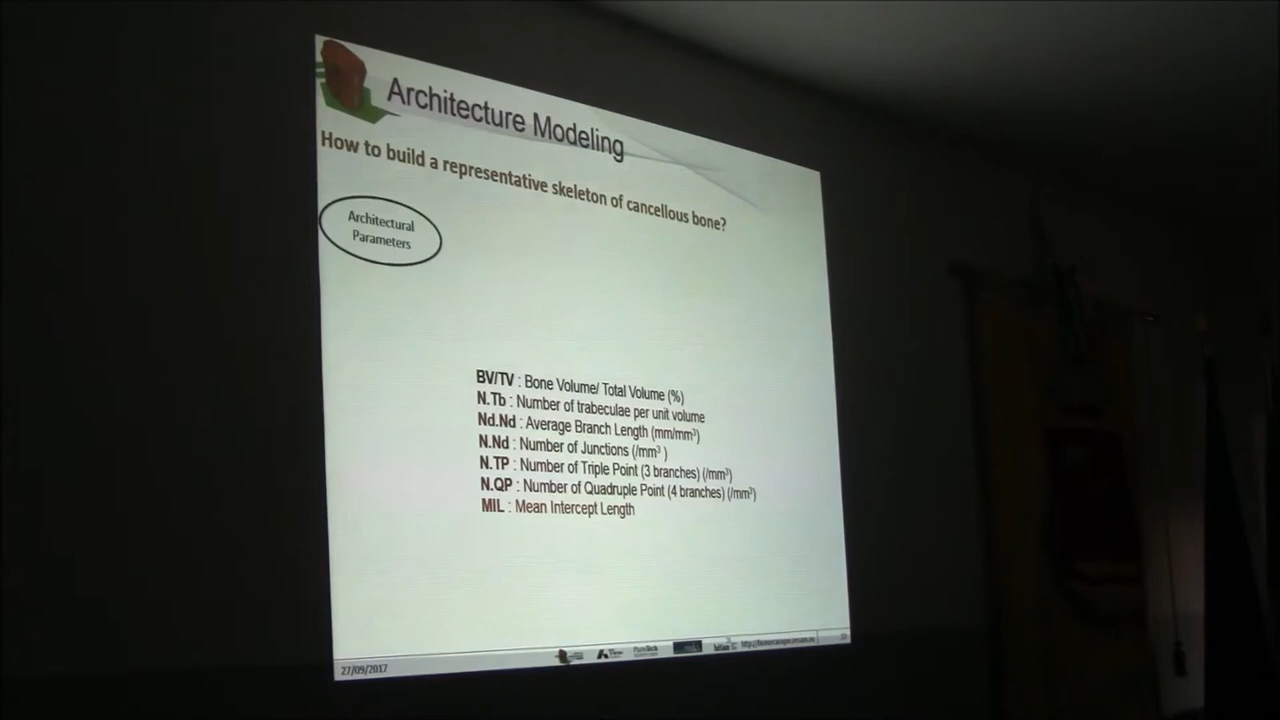 Architecture Modeling
How to build a representative skeleton of cancellous bone?
Architectural
Parameters
BV/TV : Bone Volume/ Total Volume (%)
N.Tb : Number of trabeculae per unit volume
Nd.Nd : Average Branch Length (mm/mm³)
N.Nd : Number of Junctions (/mm³ )
N.TP : Number of Triple Point (3 branches) (/mm³)
N.QP : Number of Quadruple Point (4 branches) (/mm³)
MIL : Mean Intercept Length
27/09/2017